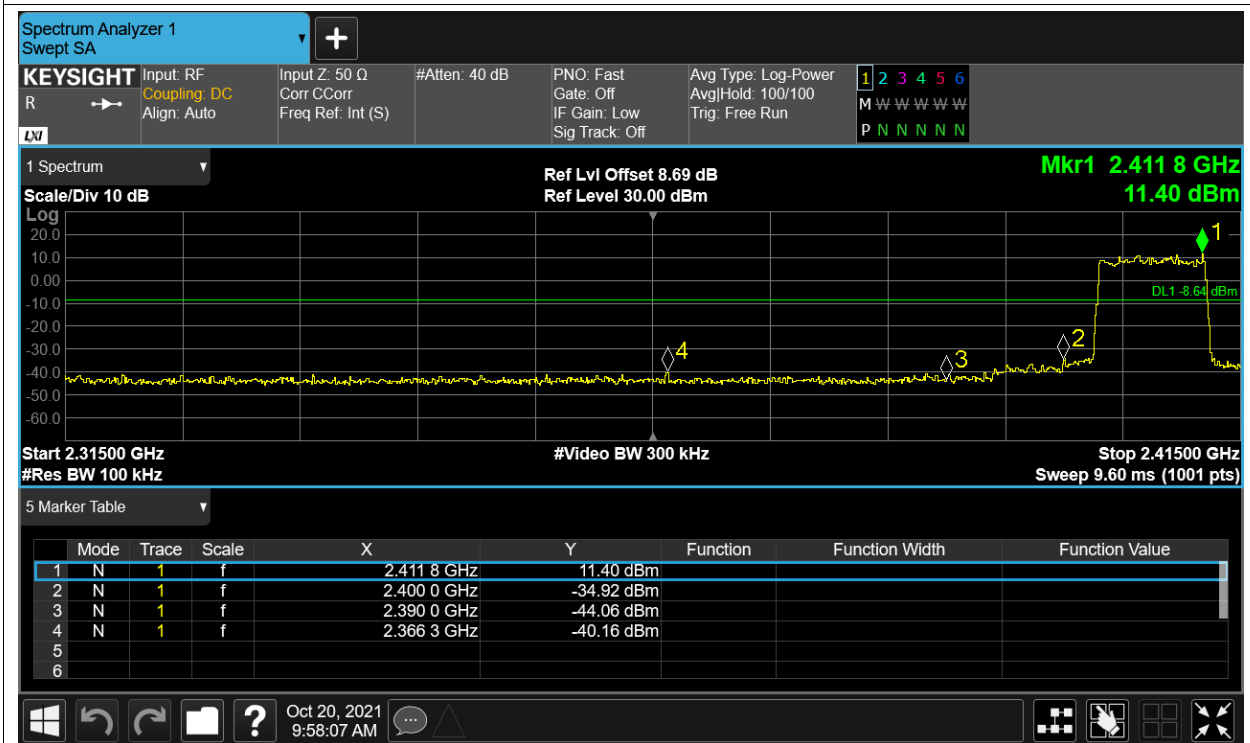 Spectrum Analyzer 1
Swept SA
KEYSIGHT Input: RF Input Z: 50 Ω #Atten: 40 dB PNO: Fast Avg Type: Log-Power 1 2 3 4 5 6
R Coupling: DC Corr CCorr Gate: Off Avg|Hold: 100/100 M W W W W W
Align: Auto Freq Ref: Int (S) IF Gain: Low Trig: Free Run
LXI Sig Track: Off P N N N N N
1 Spectrum Ref Lvl Offset 8.69 dB Mkr1 2.411 8 GHz
Scale/Div 10 dB Ref Level 30.00 dBm 11.40 dBm
Log
20.0 1
10.0
0.00
-10.0 DL1 -8.64 dBm
-20.0
-30.0 4 3 2
-40.0
-50.0
-60.0
Start 2.31500 GHz #Video BW 300 kHz Stop 2.41500 GHz
#Res BW 100 kHz Sweep 9.60 ms (1001 pts)
5 Marker Table
Mode Trace Scale X Y Function Function Width Function Value
1 N 1 f 2.411 8 GHz 11.40 dBm
2 N 1 f 2.400 0 GHz -34.92 dBm
3 N 1 f 2.390 0 GHz -44.06 dBm
4 N 1 f 2.366 3 GHz -40.16 dBm
5
6
? Oct 20, 2021
9:58:07 AM